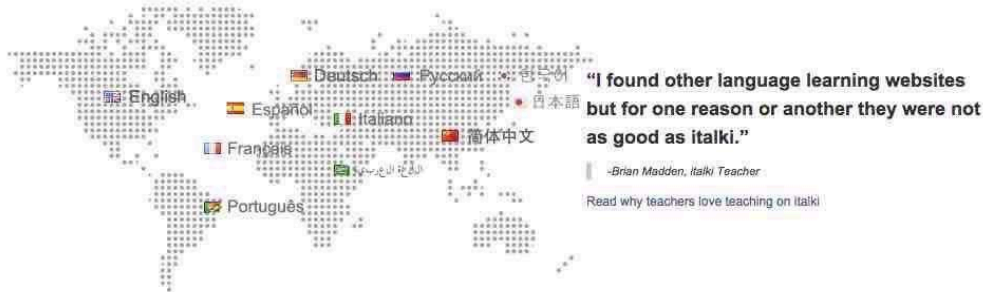 Deutsch Русский 한국어
English
Español
日本語
Italiano
简体中文
Français
Português
“I found other language learning websites
but for one reason or another they were not
as good as italki.”
-Brian Madden, italki Teacher
Read why teachers love teaching on italki